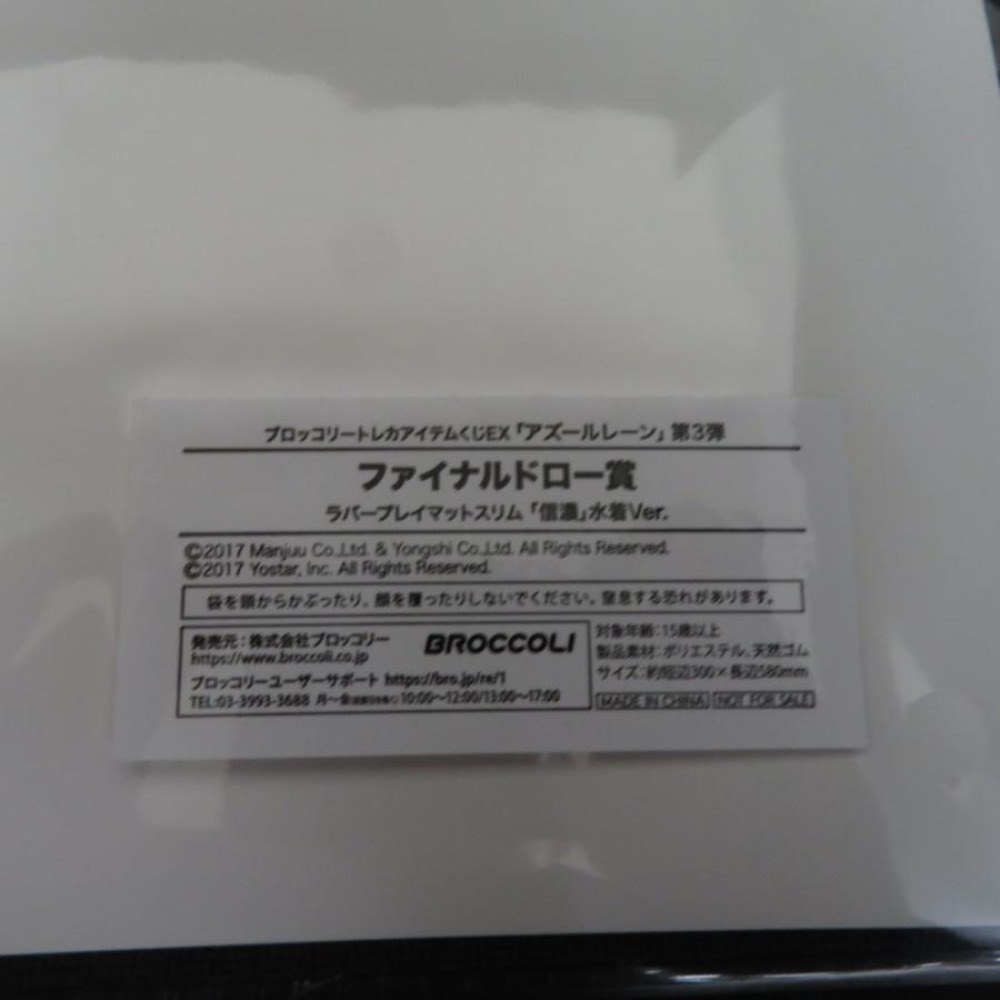 ブロッコリートレカアイテムくじEX「アズールレーン」第3弾
ファイナルドロー賞
ラバープレイマットスリム「信濃」水着Ver.
©2017 Manjuu Co.,Ltd. & Yongshi Co.,Ltd. All Rights Reserved.
©2017 Yostar, Inc. All Rights Reserved.
袋を頭からかぶったり、顔を覆ったりしないでください。窒息する恐れがあります。
発売元:株式会社ブロッコリー
BROCCOLI
https://www.broccoli.co.jp
ブロッコリーユーザーサポート https://bro.jp/re/1
TEL:03-3993-3688 月〜金 10:00〜12:00/13:00〜17:00
対象年齢:15歳以上
製品素材:ポリエステル、天然ゴム
サイズ:約短辺300×長辺580mm
MADE IN CHINA NOT FOR SALE